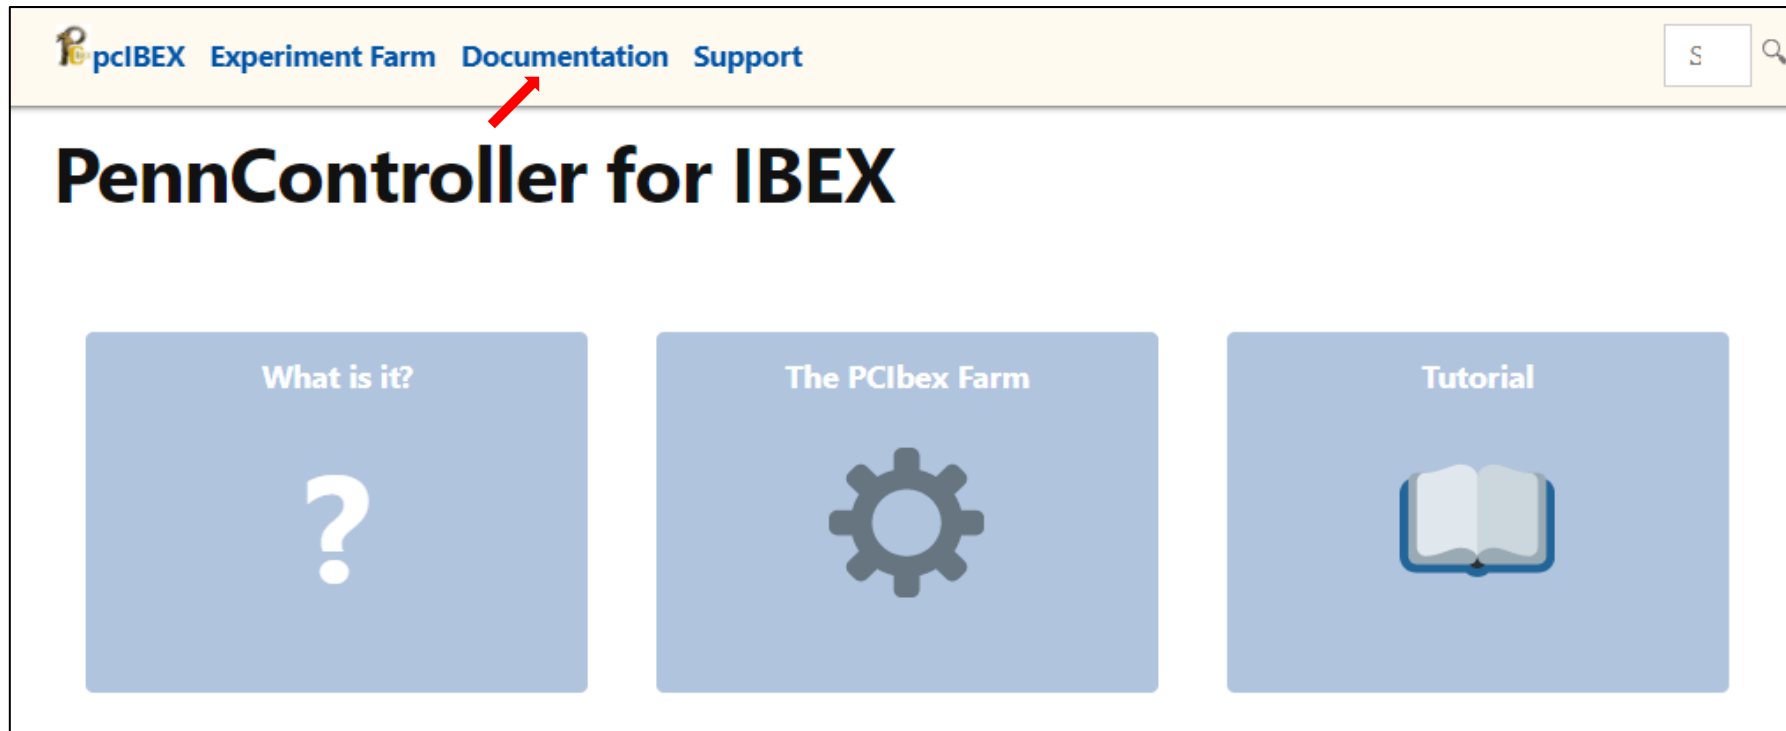 pcIBEX Experiment Farm Documentation Support S
PennController for IBEX
What is it? The PCIbex Farm Tutorial
?